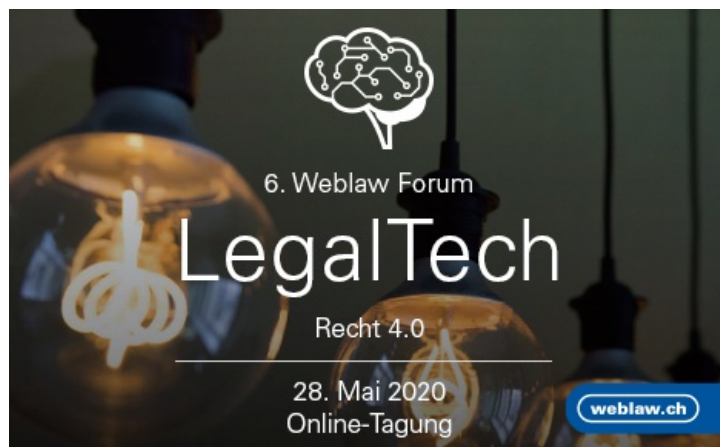 6. Weblaw Forum
LegalTech
Recht 4.0
28. Mai 2020
Online-Tagung
weblaw.ch